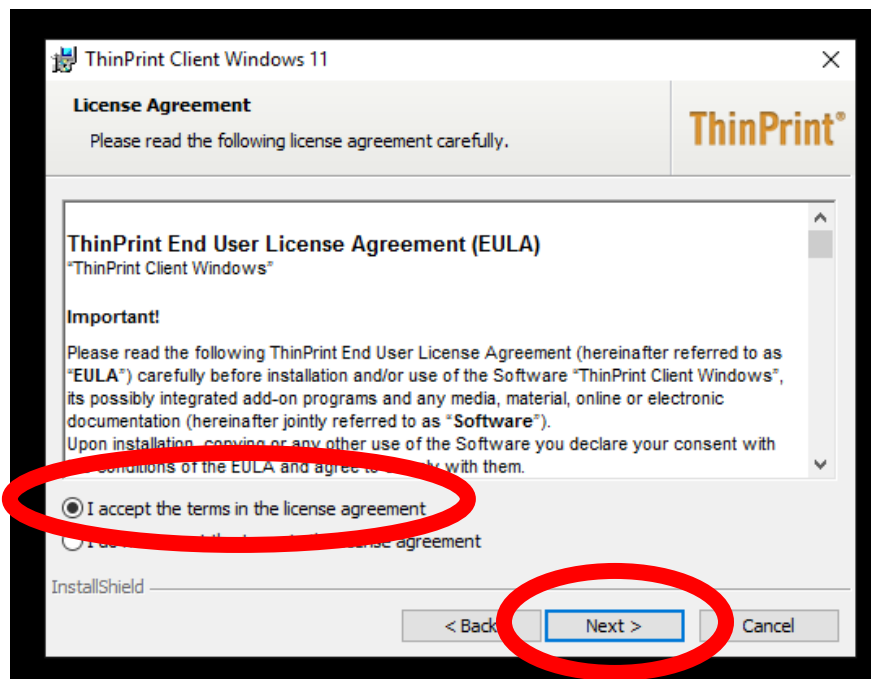 ThinPrint Client Windows 11
License Agreement
Please read the following license agreement carefully.
ThinPrint®
ThinPrint End User License Agreement (EULA)
"ThinPrint Client Windows"
Important!
Please read the following ThinPrint End User License Agreement (hereinafter referred to as
"EULA") carefully before installation and/or use of the Software "ThinPrint Client Windows",
its possibly integrated add-on programs and any media, material, online or electronic
documentation (hereinafter jointly referred to as "Software").
Upon installation, copying or any other use of the Software you declare your consent with
conditions of the EULA and agree to with them.
I accept the terms in the license agreement
I agreement
InstallShield
< Back
Next >
Cancel